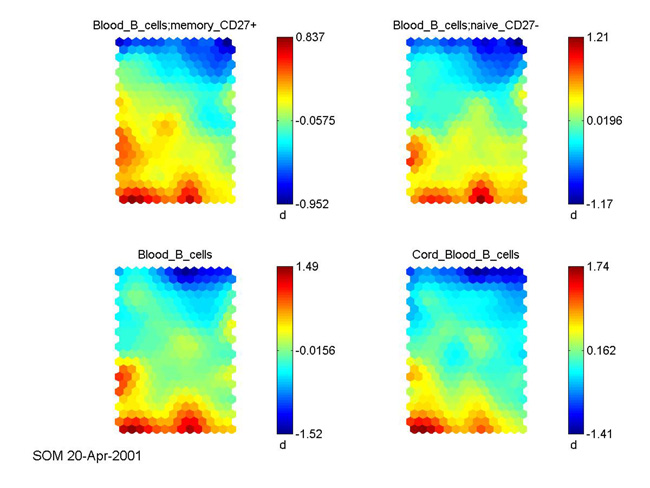 Blood_B_cells;memory_CD27+
0.837
-0.0575
-0.952
d
Blood_B_cells;naive_CD27-
1.21
0.0196
-1.17
d
Blood_B_cells
1.49
-0.0156
-1.52
d
Cord_Blood_B_cells
1.74
0.162
-1.41
d
SOM 20-Apr-2001